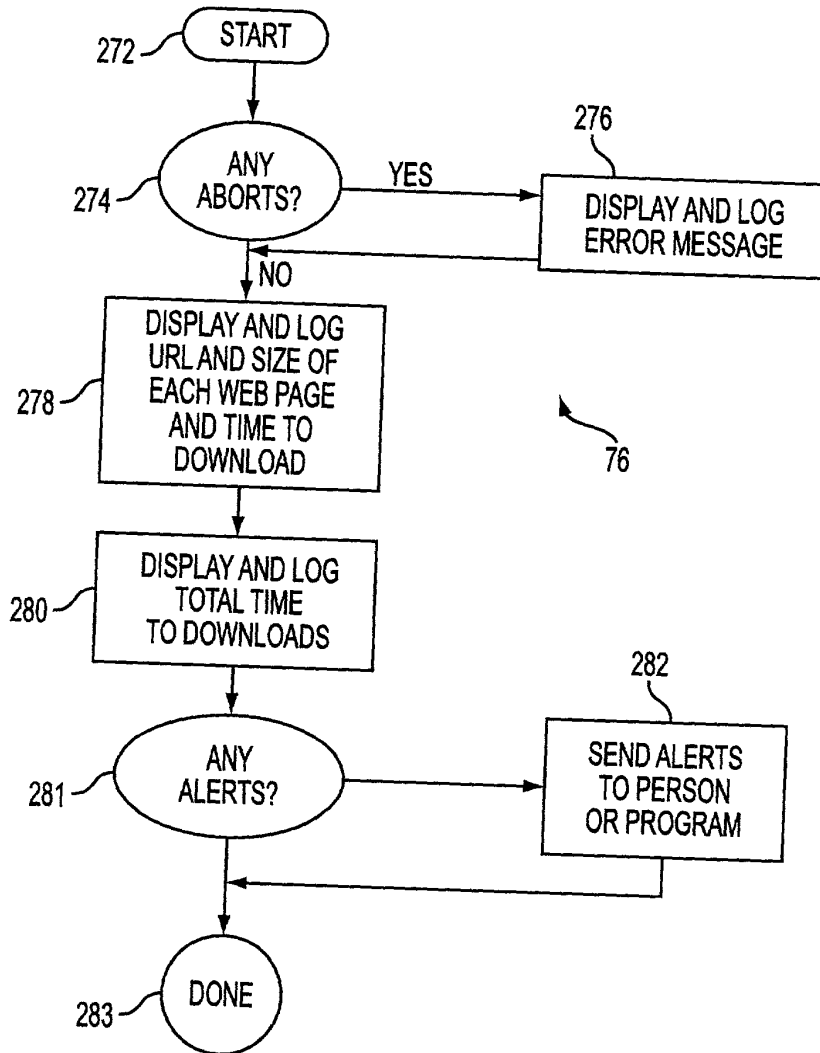 START
272
ANY
ABORTS?
274
YES
276
DISPLAY AND LOG
ERROR MESSAGE
NO
DISPLAY AND LOG
URL AND SIZE OF
EACH WEB PAGE
AND TIME TO
DOWNLOAD
278
76
DISPLAY AND LOG
TOTAL TIME
TO DOWNLOADS
280
ANY
ALERTS?
281
282
SEND ALERTS
TO PERSON
OR PROGRAM
DONE
283